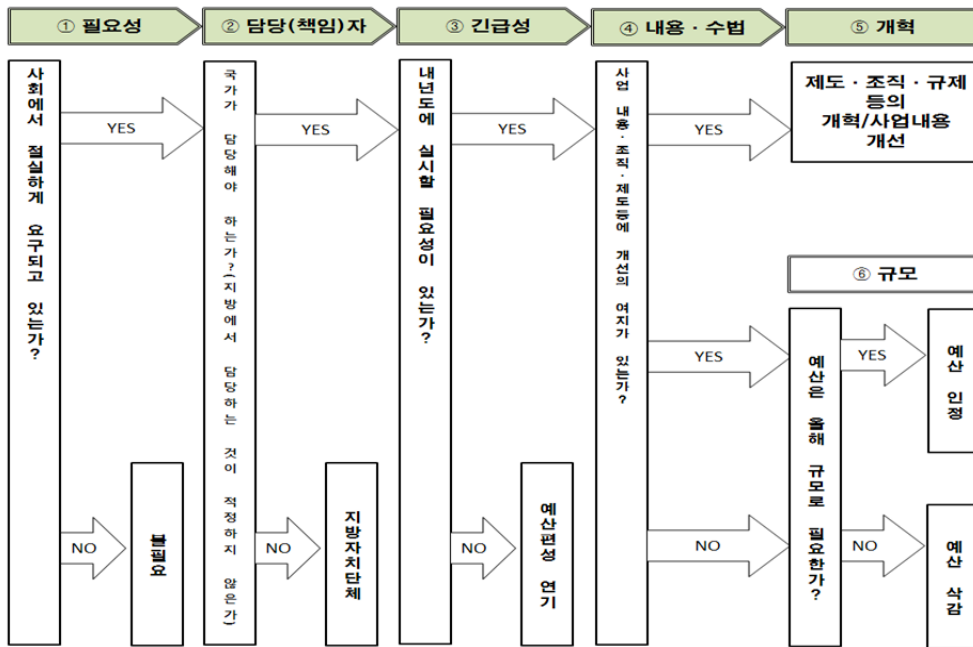 ① 필요성
② 담당(책임)자
③ 긴급성
④ 내용 · 수법
⑤ 개혁
사회에서 절실하게 요구되고 있는가?
YES
NO
불필요
국가가 담당해야 하는가?(지방에서 담당하는 것이 적정하지 않은가)
YES
NO
지방자치단체
내년도에 실시할 필요성이 있는가?
YES
NO
예산편성 연기
사업 내용·조직·제도등에 개선의 여지가 있는가?
YES
제도 · 조직 · 규제
등의
개혁/사업내용
개선
YES
NO
⑥ 규모
예산은 올해 규모로 필요한가?
YES
예산 인정
NO
예산 삭감